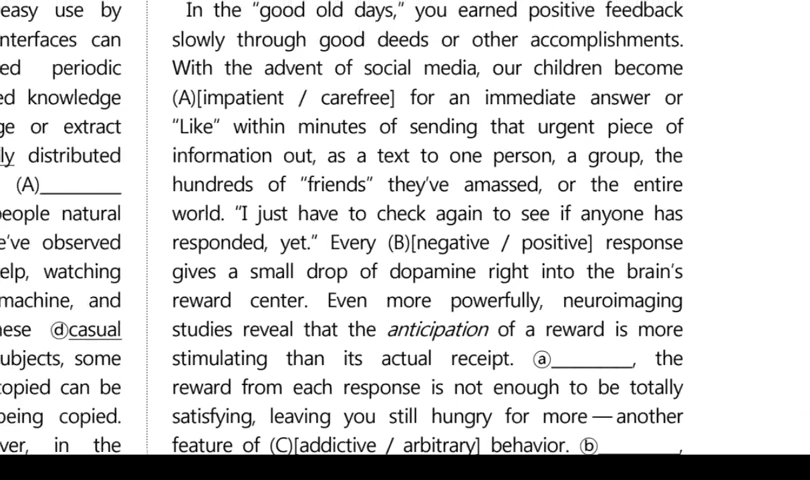 easy use by
nterfaces can
ed periodic
ed knowledge
ge or extract
ly distributed
(A)________
people natural
e've observed
elp, watching
machine, and
nese ⓓcasual
ubjects, some
copied can be
being copied.
ver, in the
In the "good old days," you earned positive feedback
slowly through good deeds or other accomplishments.
With the advent of social media, our children become
(A)[impatient / carefree] for an immediate answer or
"Like" within minutes of sending that urgent piece of
information out, as a text to one person, a group, the
hundreds of "friends" they've amassed, or the entire
world. "I just have to check again to see if anyone has
responded, yet." Every (B)[negative / positive] response
gives a small drop of dopamine right into the brain's
reward center. Even more powerfully, neuroimaging
studies reveal that the anticipation of a reward is more
stimulating than its actual receipt. ⓐ________, the
reward from each response is not enough to be totally
satisfying, leaving you still hungry for more — another
feature of (C)[addictive / arbitrary] behavior. ⓑ________,